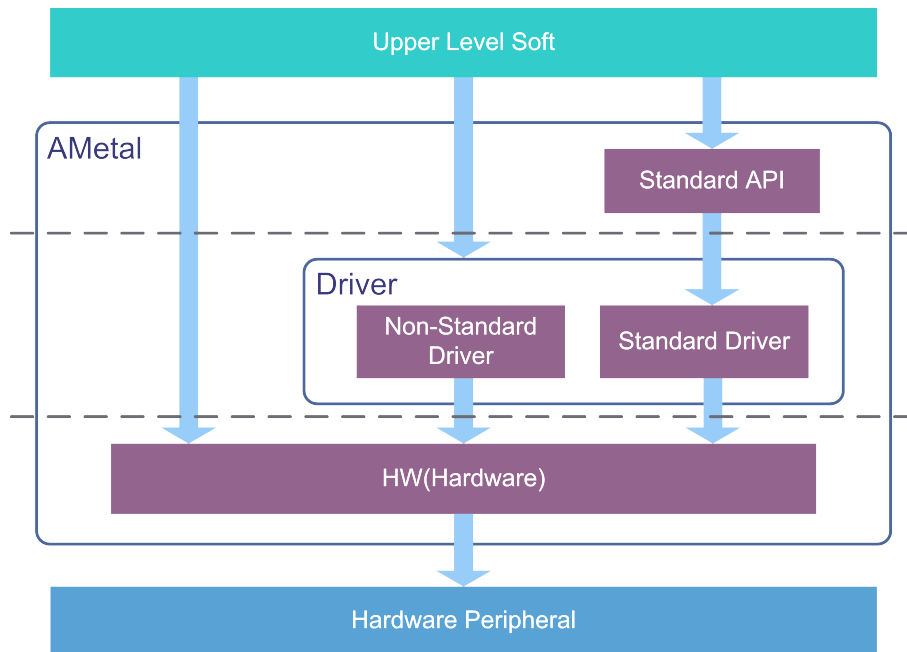 Upper Level Soft
AMetal
Standard API
Driver
Non-Standard
Driver
Standard Driver
HW(Hardware)
Hardware Peripheral